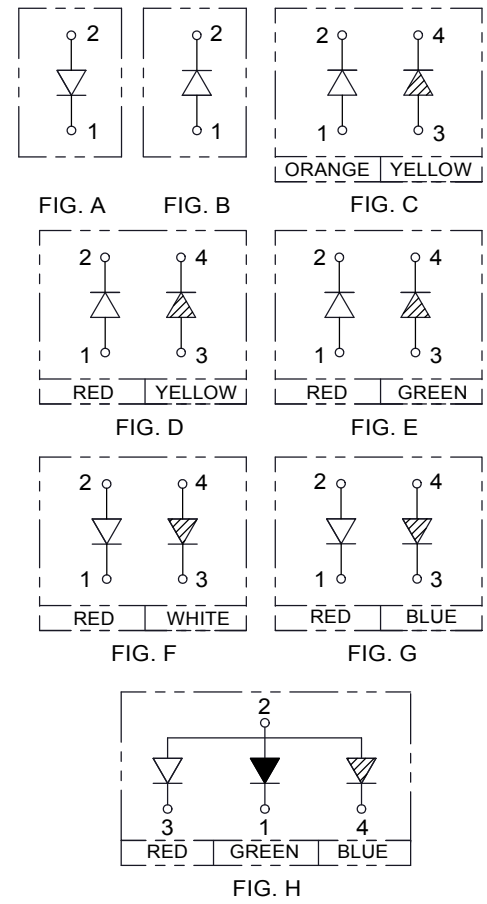 2 2 2 4
1 1 1 3
ORANGE YELLOW
FIG. A FIG. B FIG. C
2 4 2 4
1 3 1 3
RED YELLOW RED GREEN
FIG. D FIG. E
2 4 2 4
1 3 1 3
RED WHITE RED BLUE
FIG. F FIG. G
2
3 1 4
RED GREEN BLUE
FIG. H